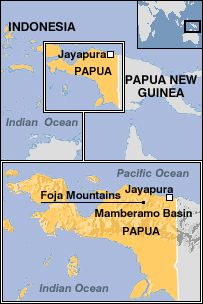 INDONESIA
Jayapura
PAPUA
PAPUA NEW
GUINEA
Indian Ocean
Pacific Ocean
Jayapura
Foja Mountains
Mamberamo Basin
PAPUA
Indian Ocean